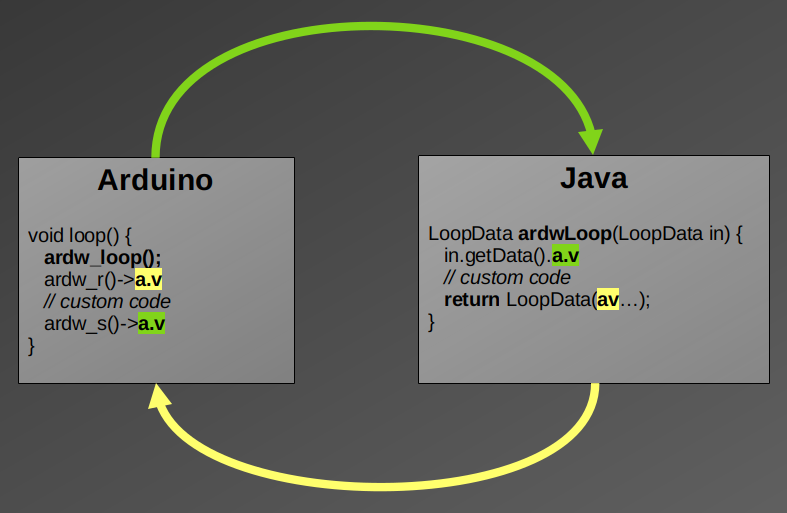 Arduino
void loop() {
ardw_loop();
ardw_r()->a.v
// custom code
ardw_s()->a.v
}
Java
LoopData ardwLoop(LoopData in) {
in.getData().a.v
// custom code
return LoopData(av…);
}